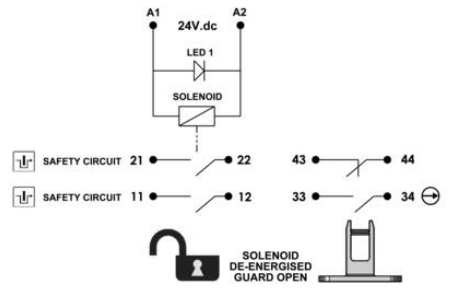 A1 A2
24V.dc
LED 1
SOLENOID
SAFETY CIRCUIT 21 22 43 44
SAFETY CIRCUIT 11 12 33 34
SOLENOID
DE-ENERGISED
GUARD OPEN